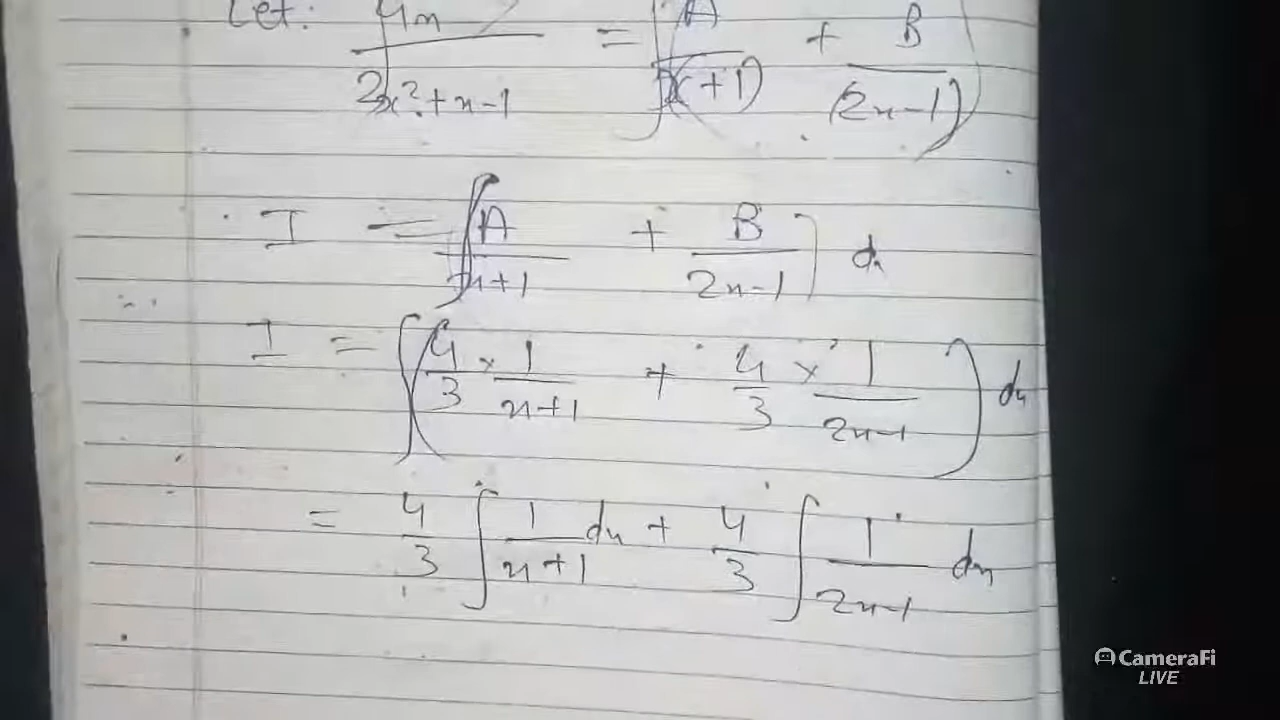 Let: 4x / 2x²+x-1 = ∫( A / (x+1) + B / (2x-1) )
I = ∫[ A / x+1 + B / 2x-1 ] dx
I = ∫( 4/3 × 1 / x+1 + 4/3 × 1 / 2x-1 ) dx
= 4/3 ∫ 1 / x+1 dx + 4/3 ∫ 1 / 2x-1 dx
CameraFi
LIVE